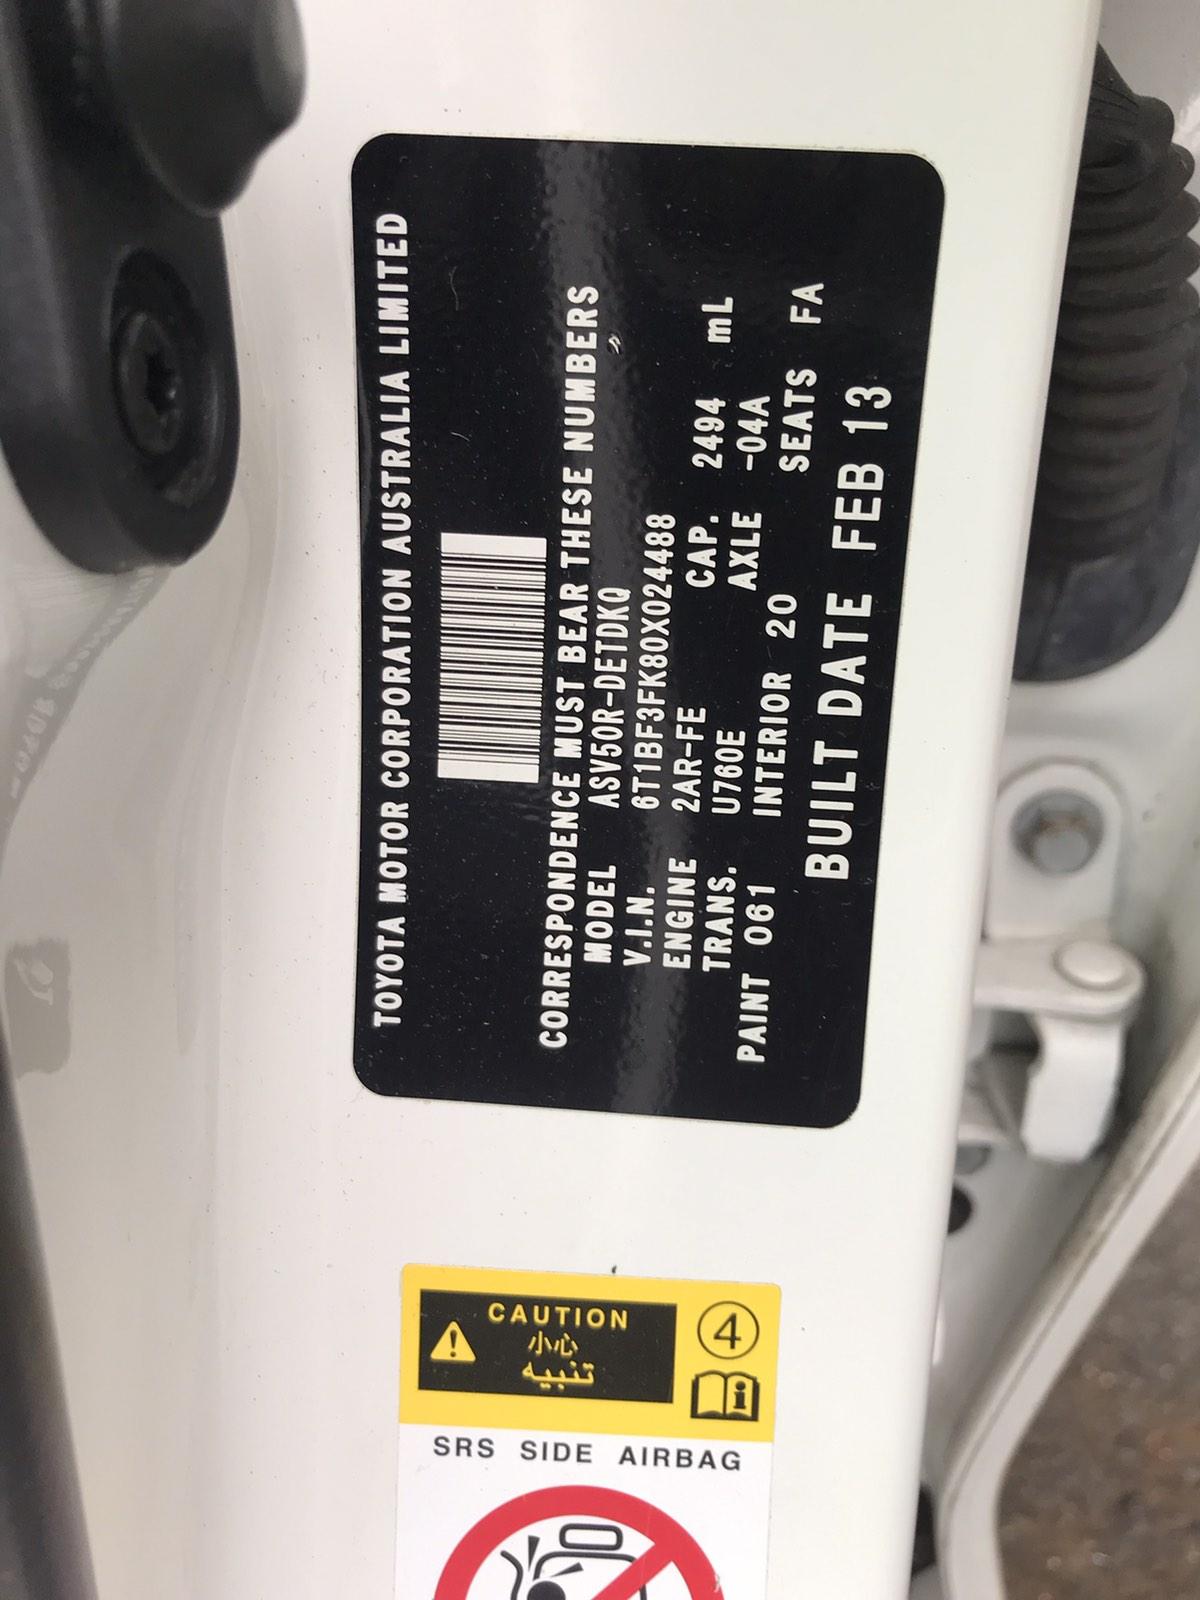 TOYOTA MOTOR CORPORATION AUSTRALIA LIMITED
CORRESPONDENCE MUST BEAR THESE NUMBERS
MODEL ASV50R-DETDKQ
V.I.N. 6T1BF3FK80X024488
ENGINE 2AR-FE CAP. 2494 mL
TRANS. U760E AXLE -04A
PAINT 061 INTERIOR 20 SEATS FA
BUILT DATE FEB 13
CAUTION
小心
تنبيه
4
SRS SIDE AIRBAG